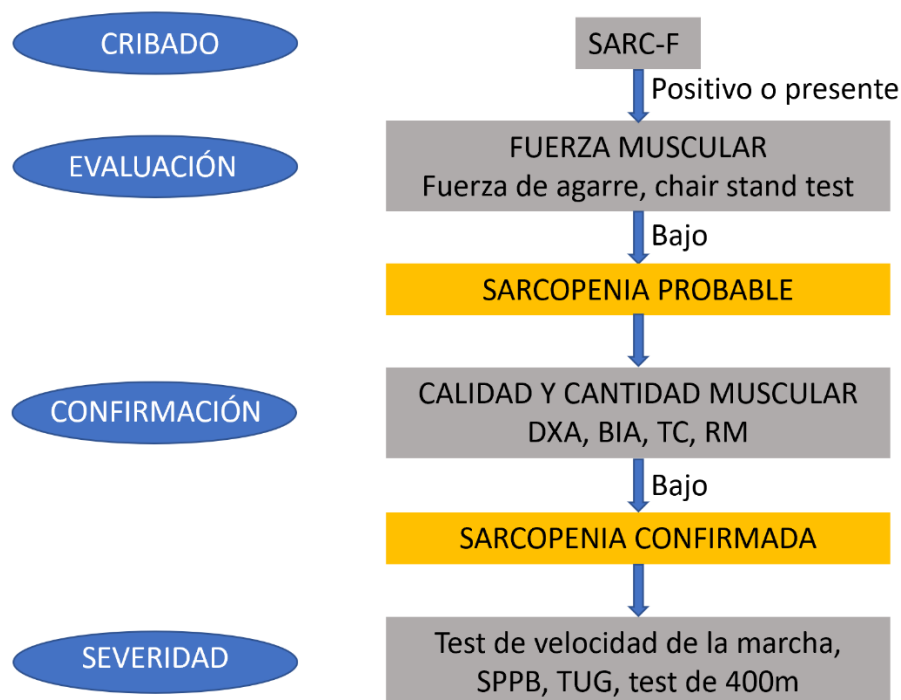 CRIBADO
SARC-F
Positivo o presente
EVALUACIÓN
FUERZA MUSCULAR
Fuerza de agarre, chair stand test
Bajo
SARCOPENIA PROBABLE
CONFIRMACIÓN
CALIDAD Y CANTIDAD MUSCULAR
DXA, BIA, TC, RM
Bajo
SARCOPENIA CONFIRMADA
SEVERIDAD
Test de velocidad de la marcha,
SPPB, TUG, test de 400m